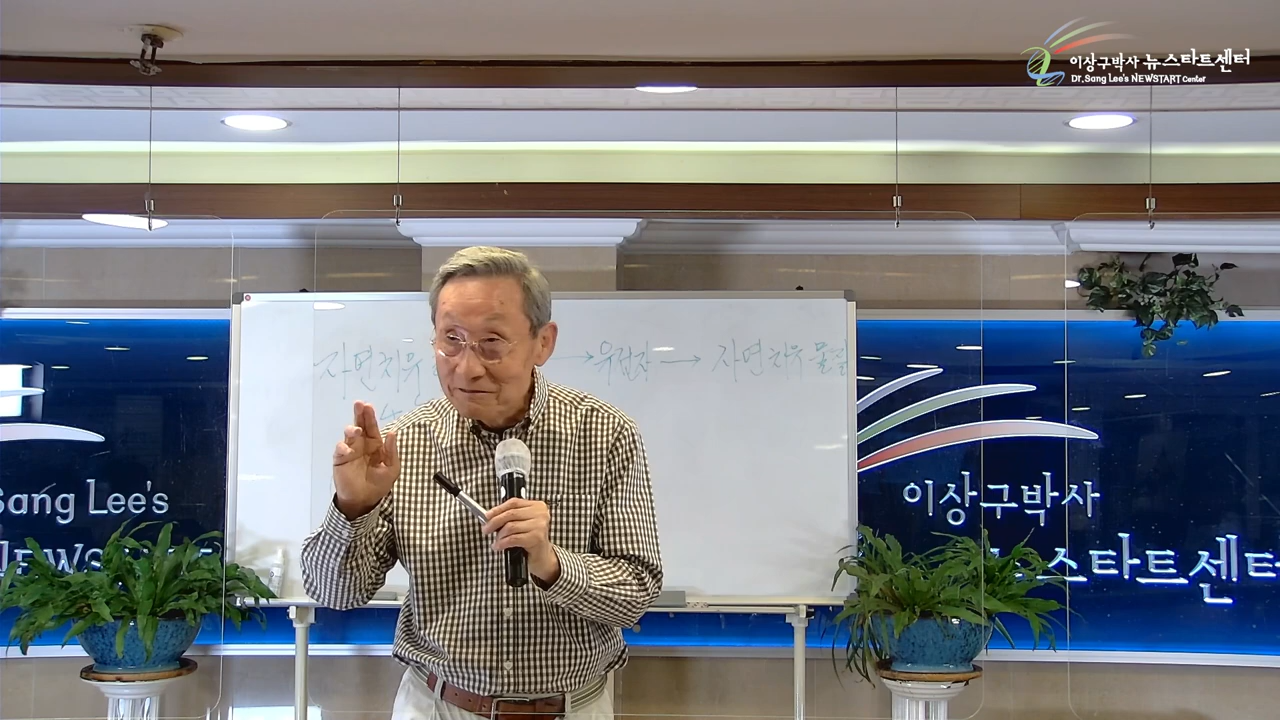 이상구박사 뉴스타트센터
Dr. Sang Lee's NEWSTART Center
자연치유 → 유전자 → 자연치유 물질
Sang Lee's
NEWSTART
이상구박사
뉴스타트센터